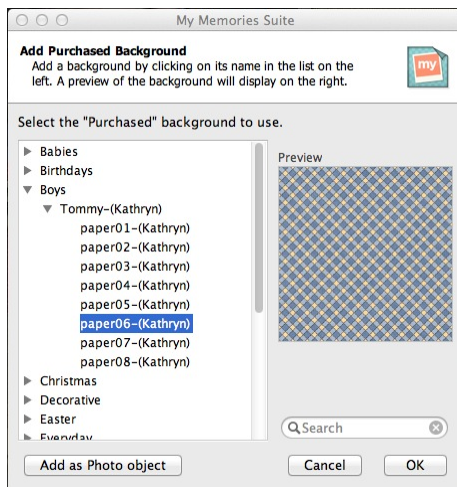 My Memories Suite
Add Purchased Background
Add a background by clicking on its name in the list on the
left. A preview of the background will display on the right.
my
Select the "Purchased" background to use.
Babies
Birthdays
Boys
Tommy-(Kathryn)
paper01-(Kathryn)
paper02-(Kathryn)
paper03-(Kathryn)
paper04-(Kathryn)
paper05-(Kathryn)
paper06-(Kathryn)
paper07-(Kathryn)
paper08-(Kathryn)
Christmas
Decorative
Easter
Everyday
Preview
Search
Add as Photo object
Cancel
OK